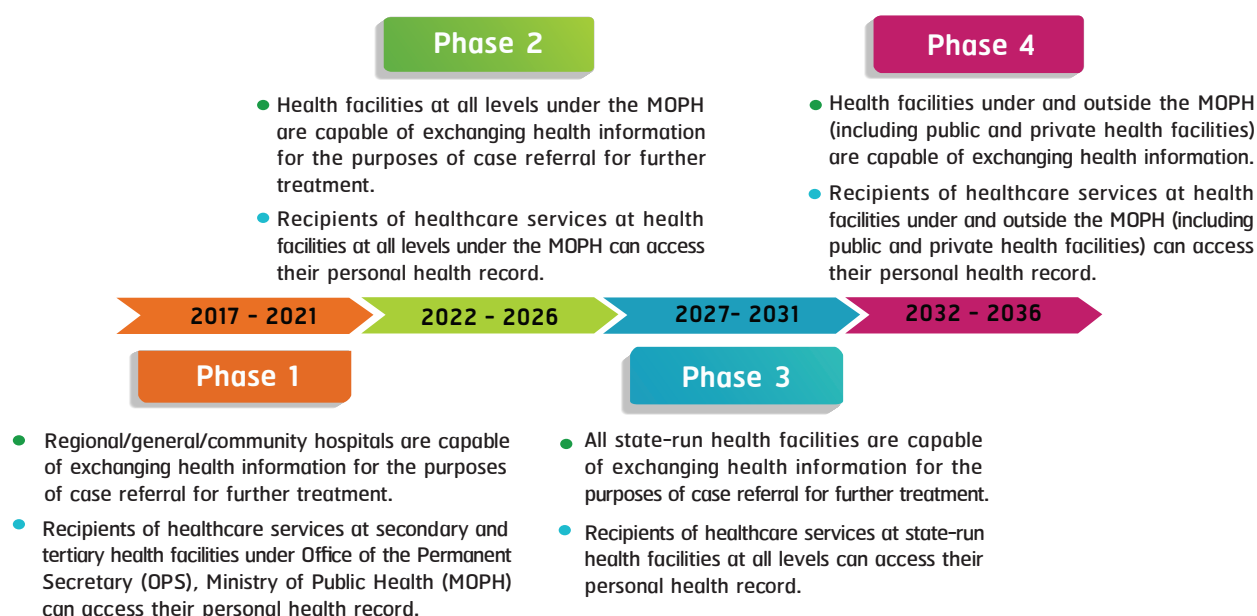 Phase 2
Health facilities at all levels under the MOPH
are capable of exchanging health information
for the purposes of case referral for further
treatment.
Recipients of healthcare services at health
facilities at all levels under the MOPH can access
their personal health record.
Phase 4
Health facilities under and outside the MOPH
(including public and private health facilities)
are capable of exchanging health information.
Recipients of healthcare services at health
facilities under and outside the MOPH (including
public and private health facilities) can access
their personal health record.
2017 - 2021
2022 - 2026
2027- 2031
2032 - 2036
Phase 1
Regional/general/community hospitals are capable
of exchanging health information for the purposes
of case referral for further treatment.
Recipients of healthcare services at secondary and
tertiary health facilities under Office of the Permanent
Secretary (OPS), Ministry of Public Health (MOPH)
can access their personal health record.
Phase 3
All state-run health facilities are capable
of exchanging health information for the
purposes of case referral for further treatment.
Recipients of healthcare services at state-run
health facilities at all levels can access their
personal health record.